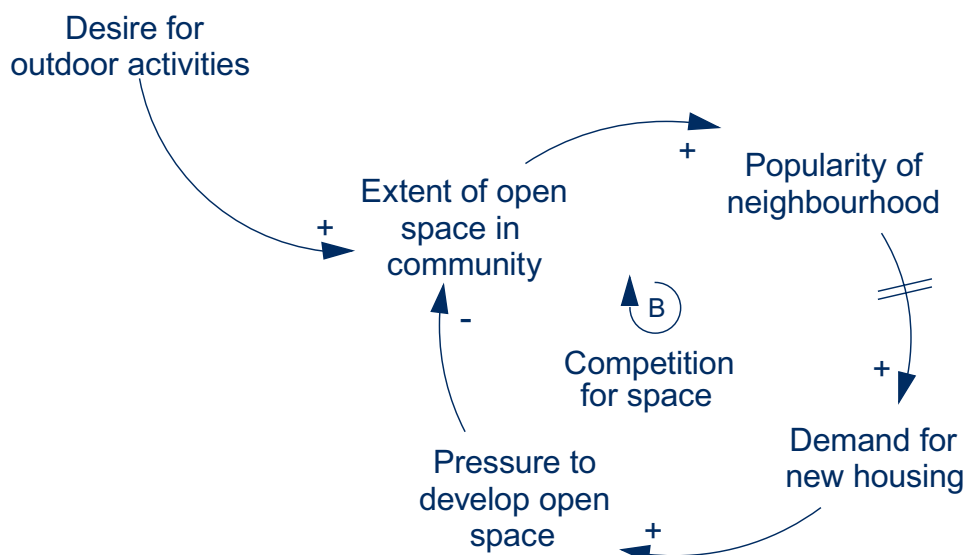 Desire for
outdoor activities
+
Extent of open
space in
community
+
Popularity of
neighbourhood
+
Demand for
new housing
+
Pressure to
develop open
space
-
B
Competition
for space